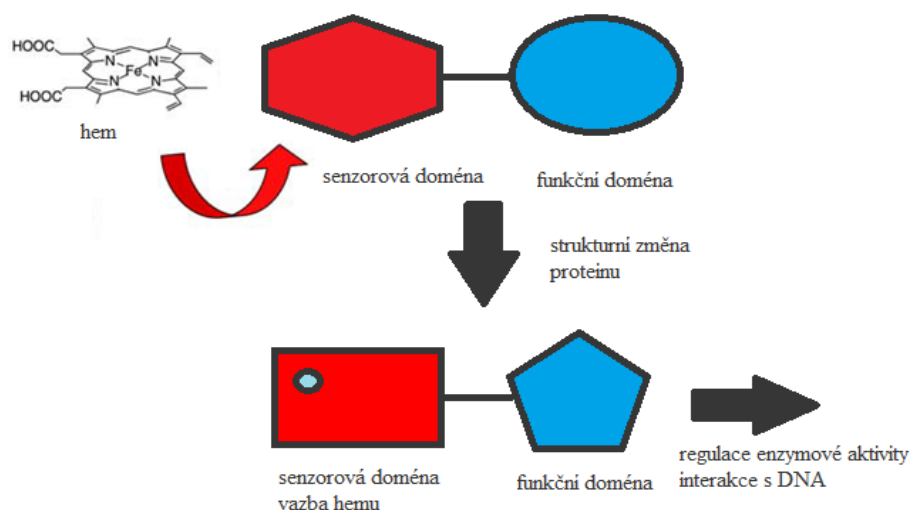 HOOC
N
N
Fe
N
N
HOOC
hem
senzorová doména
funkční doména
strukturní změna
proteinu
senzorová doména
vazba hemu
funkční doména
regulace enzymové aktivity
interakce s DNA